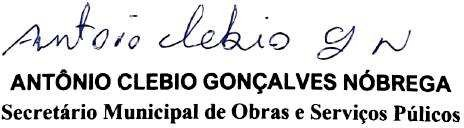 Antoio clebio G N
ANTÔNIO CLEBIO GONÇALVES NÓBREGA
Secretário Municipal de Obras e Serviços Púlicos